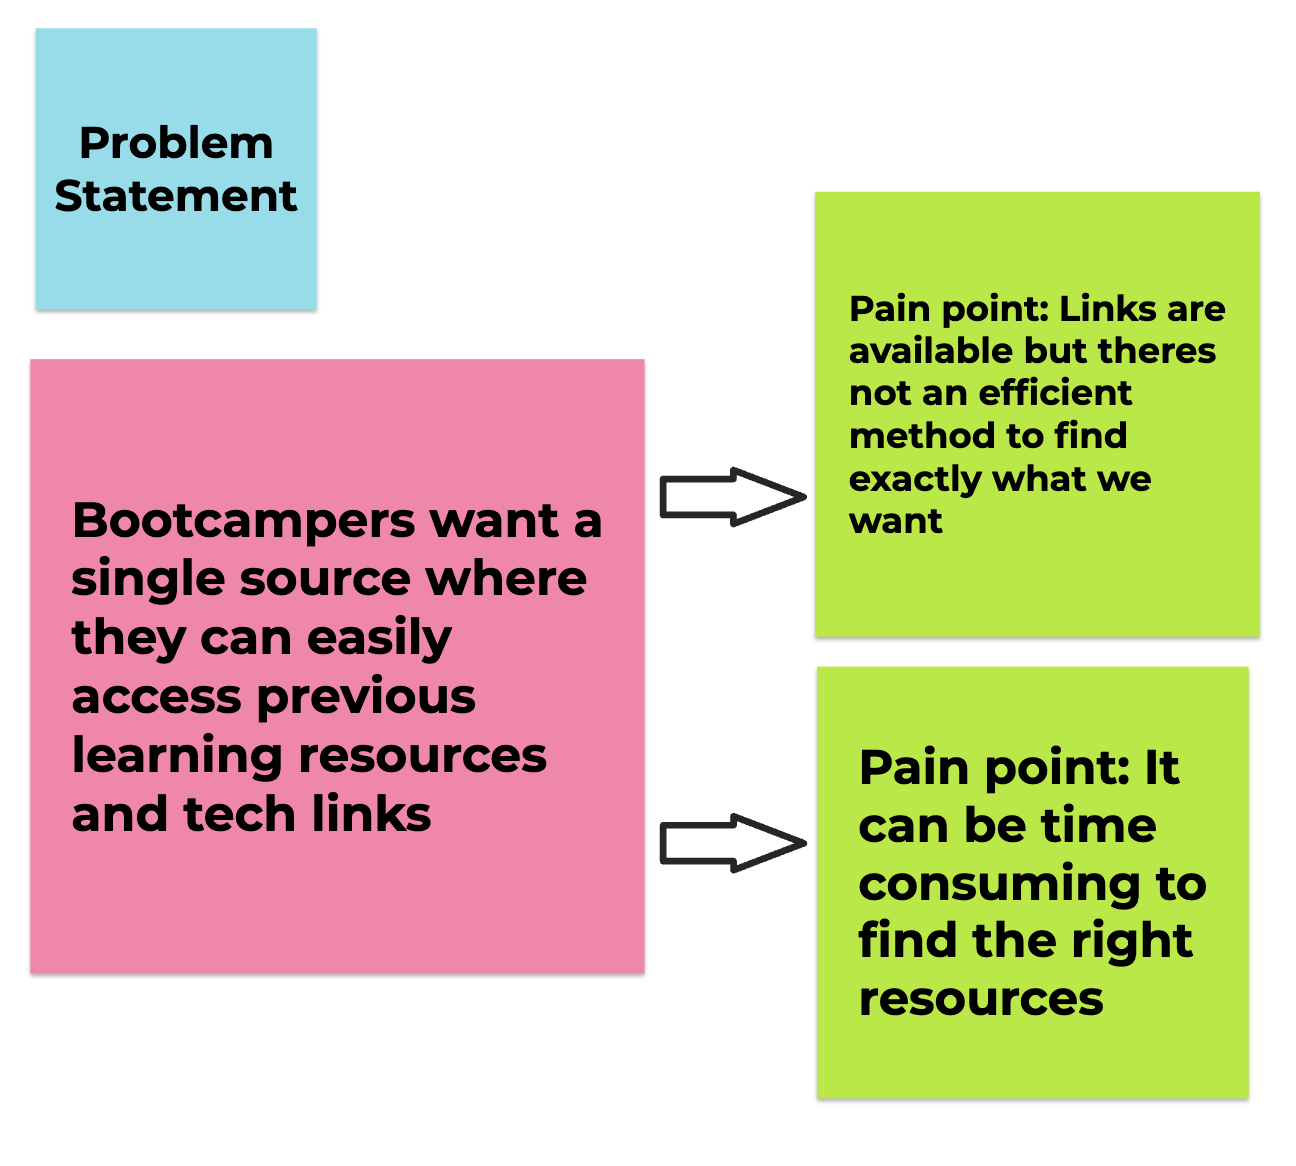 Problem
Statement
Bootcampers want a
single source where
they can easily
access previous
learning resources
and tech links
Pain point: Links are
available but theres
not an efficient
method to find
exactly what we
want
Pain point: It
can be time
consuming to
find the right
resources